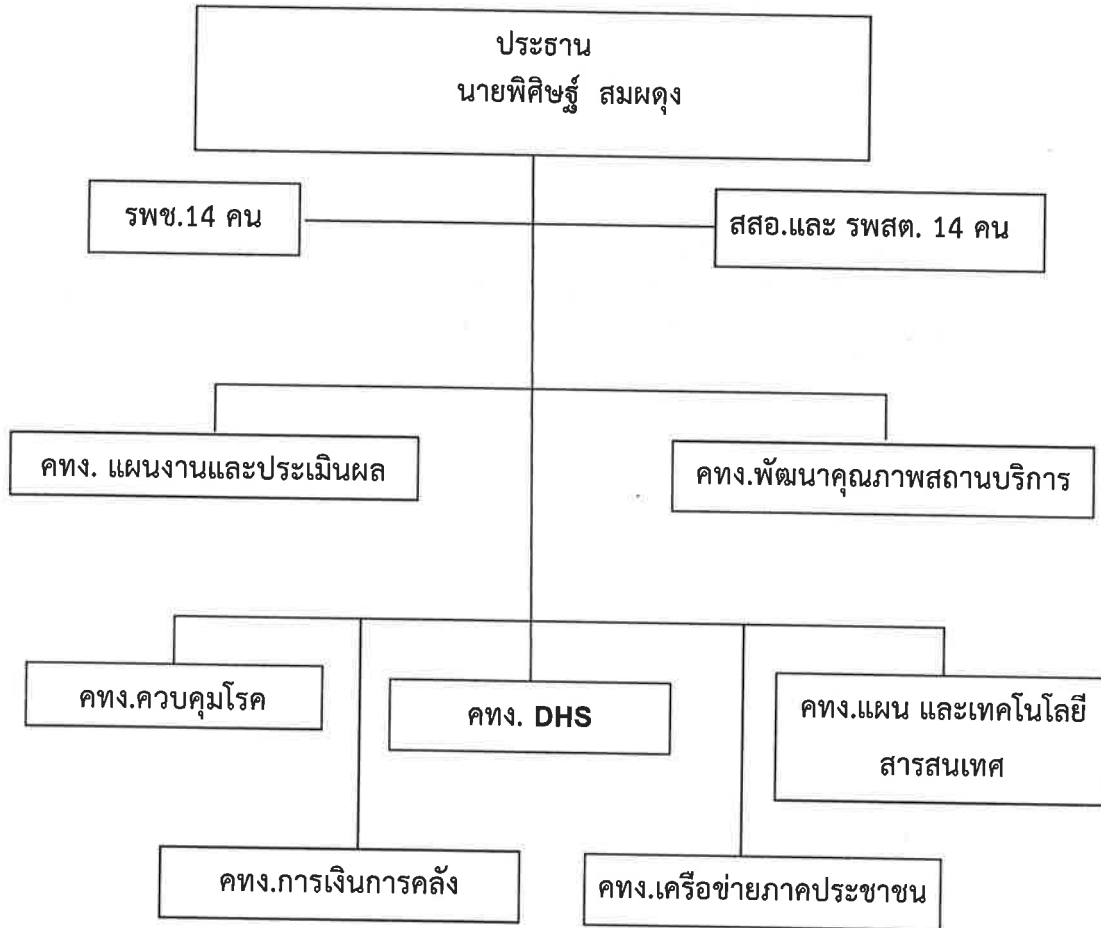 ประธาน
นายพิศิษฐ์ สมผดุง
รพช.14 คน
สสอ.และ รพสต. 14 คน
คทง. แผนงานและประเมินผล
คทง.พัฒนาคุณภาพสถานบริการ
คทง.ควบคุมโรค
คทง. DHS
คทง.แผน และเทคโนโลยี
สารสนเทศ
คทง.การเงินการคลัง
คทง.เครือข่ายภาคประชาชน